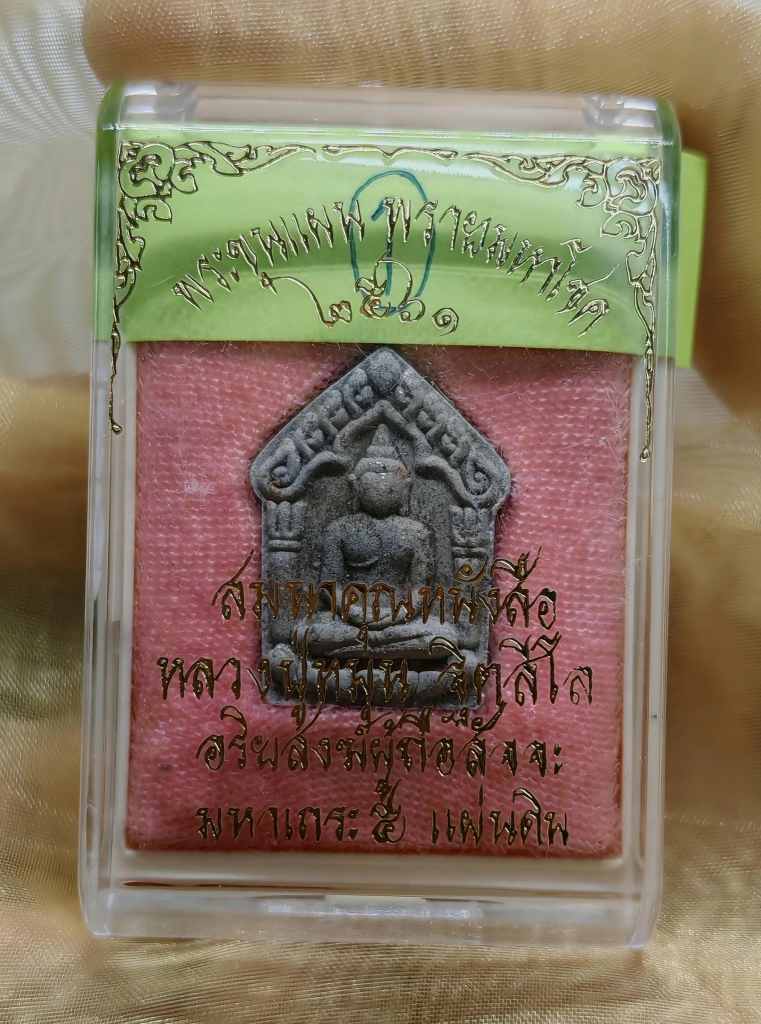 พระขุนแผน พรายมหาโชค
๒๕๖๑
1
สมนาคุณหนังสือ
หลวงปู่หมุน ฐิตสีโล
อริยสงฆ์ผู้ถือสัจจะ
มหาเถระ ๕ แผ่นดิน